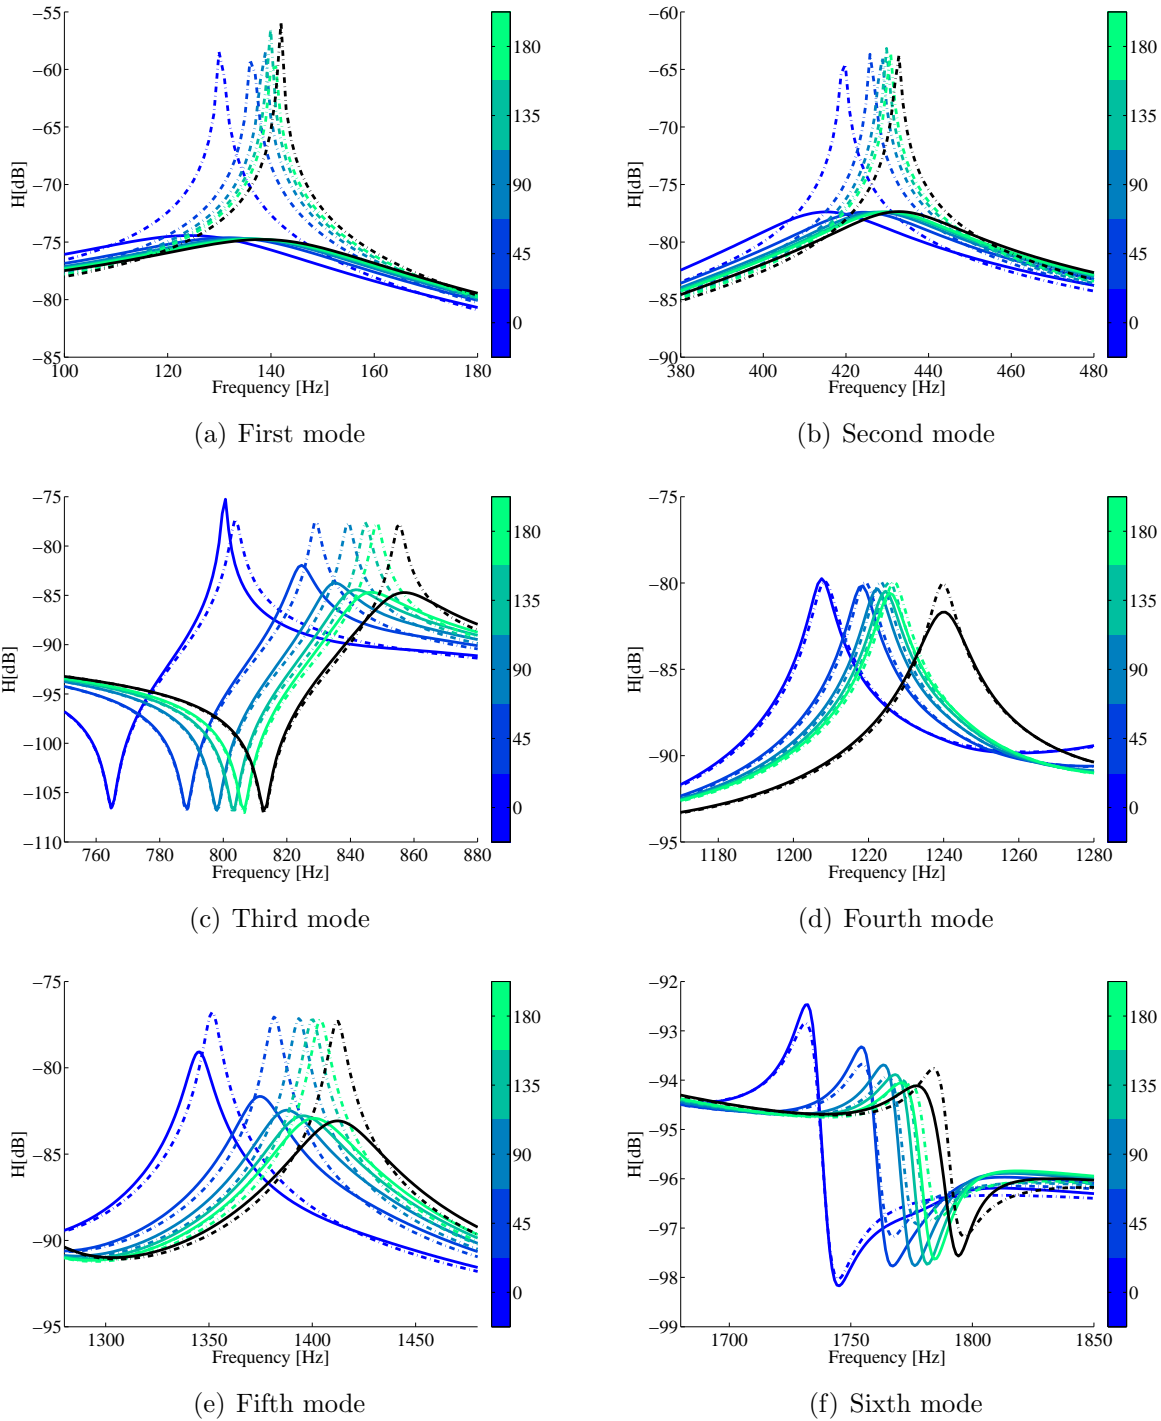 −55
−60
−65
−70
−75
−80
−85
100 120 140 160 180
H[dB]
Frequency [Hz]
180
135
90
45
0
(a) First mode
−60
−65
−70
−75
−80
−85
−90
380 400 420 440 460 480
H[dB]
Frequency [Hz]
180
135
90
45
0
(b) Second mode
−75
−80
−85
−90
−95
−100
−105
−110
760 780 800 820 840 860 880
H[dB]
Frequency [Hz]
180
135
90
45
0
(c) Third mode
−75
−80
−85
−90
−95
1180 1200 1220 1240 1260 1280
H[dB]
Frequency [Hz]
180
135
90
45
0
(d) Fourth mode
−75
−80
−85
−90
−95
1300 1350 1400 1450
H[dB]
Frequency [Hz]
180
135
90
45
0
(e) Fifth mode
−92
−93
−94
−95
−96
−97
−98
−99
1700 1750 1800 1850
H[dB]
Frequency [Hz]
180
135
90
45
0
(f) Sixth mode